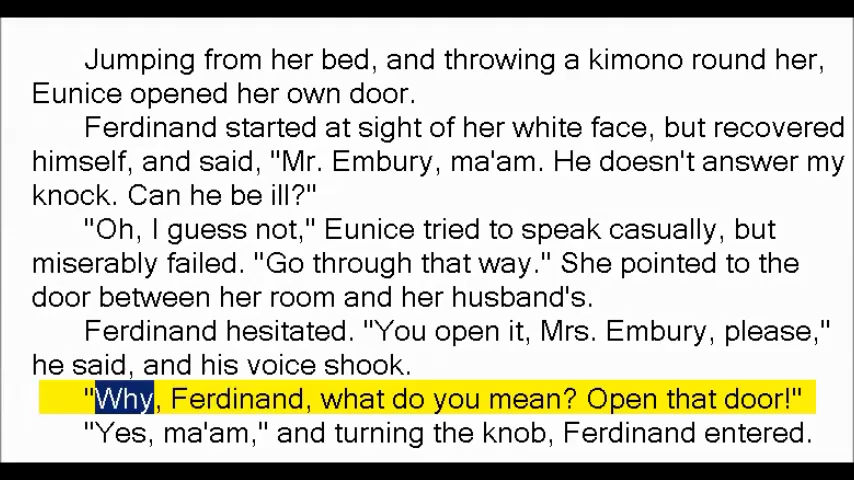 Jumping from her bed, and throwing a kimono round her,
Eunice opened her own door.
Ferdinand started at sight of her white face, but recovered
himself, and said, "Mr. Embury, ma'am. He doesn't answer my
knock. Can he be ill?"
"Oh, I guess not," Eunice tried to speak casually, but
miserably failed. "Go through that way." She pointed to the
door between her room and her husband's.
Ferdinand hesitated. "You open it, Mrs. Embury, please,"
he said, and his voice shook.
"Why, Ferdinand, what do you mean? Open that door!"
"Yes, ma'am," and turning the knob, Ferdinand entered.